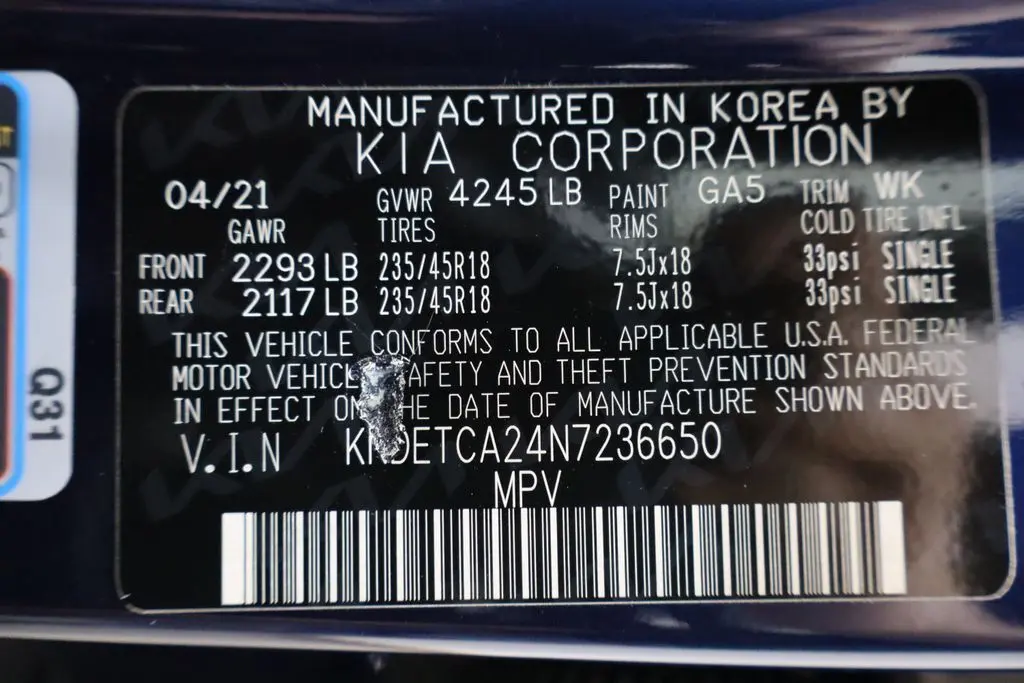 MANUFACTURED IN KOREA BY
KIA CORPORATION
04/21 GVWR 4245 LB PAINT GA5 TRIM WK
GAWR TIRES RIMS COLD TIRE INFL
FRONT 2293 LB 235/45R18 7.5Jx18 33psi SINGLE
REAR 2117 LB 235/45R18 7.5Jx18 33psi SINGLE
THIS VEHICLE CONFORMS TO ALL APPLICABLE U.S.A. FEDERAL
MOTOR VEHICLE SAFETY AND THEFT PREVENTION STANDARDS
IN EFFECT ON THE DATE OF MANUFACTURE SHOWN ABOVE.
V.I.N KNDETCA24N7236650
MPV
Q31